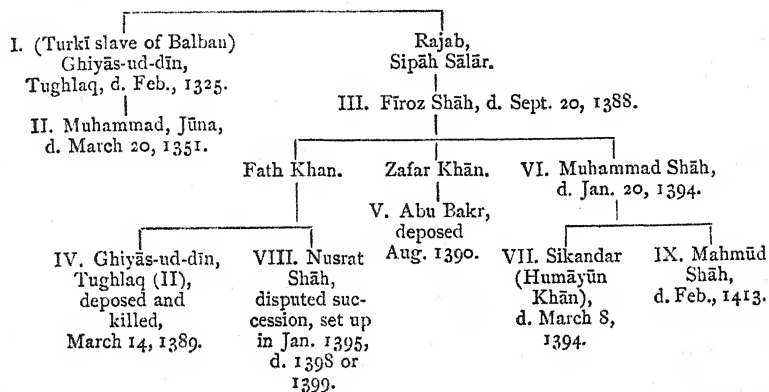 I. (Turkī slave of Balban)
Ghiyās-ud-dīn,
Tughlaq, d. Feb., 1325.
II. Muhammad, Jūna,
d. March 20, 1351.
Rajab,
Sipāh Sālār.
III. Fīroz Shāh, d. Sept. 20, 1388.
Fath Khan.
Zafar Khān.
V. Abu Bakr,
deposed
Aug. 1390.
VI. Muhammad Shāh,
d. Jan. 20, 1394.
IV. Ghiyās-ud-dīn,
Tughlaq (II),
deposed and
killed,
March 14, 1389.
VIII. Nusrat
Shāh,
disputed suc-
cession, set up
in Jan. 1395,
d. 1398 or
1399.
VII. Sikandar
(Humāyūn
Khān),
d. March 8,
1394.
IX. Mahmūd
Shāh,
d. Feb., 1413.